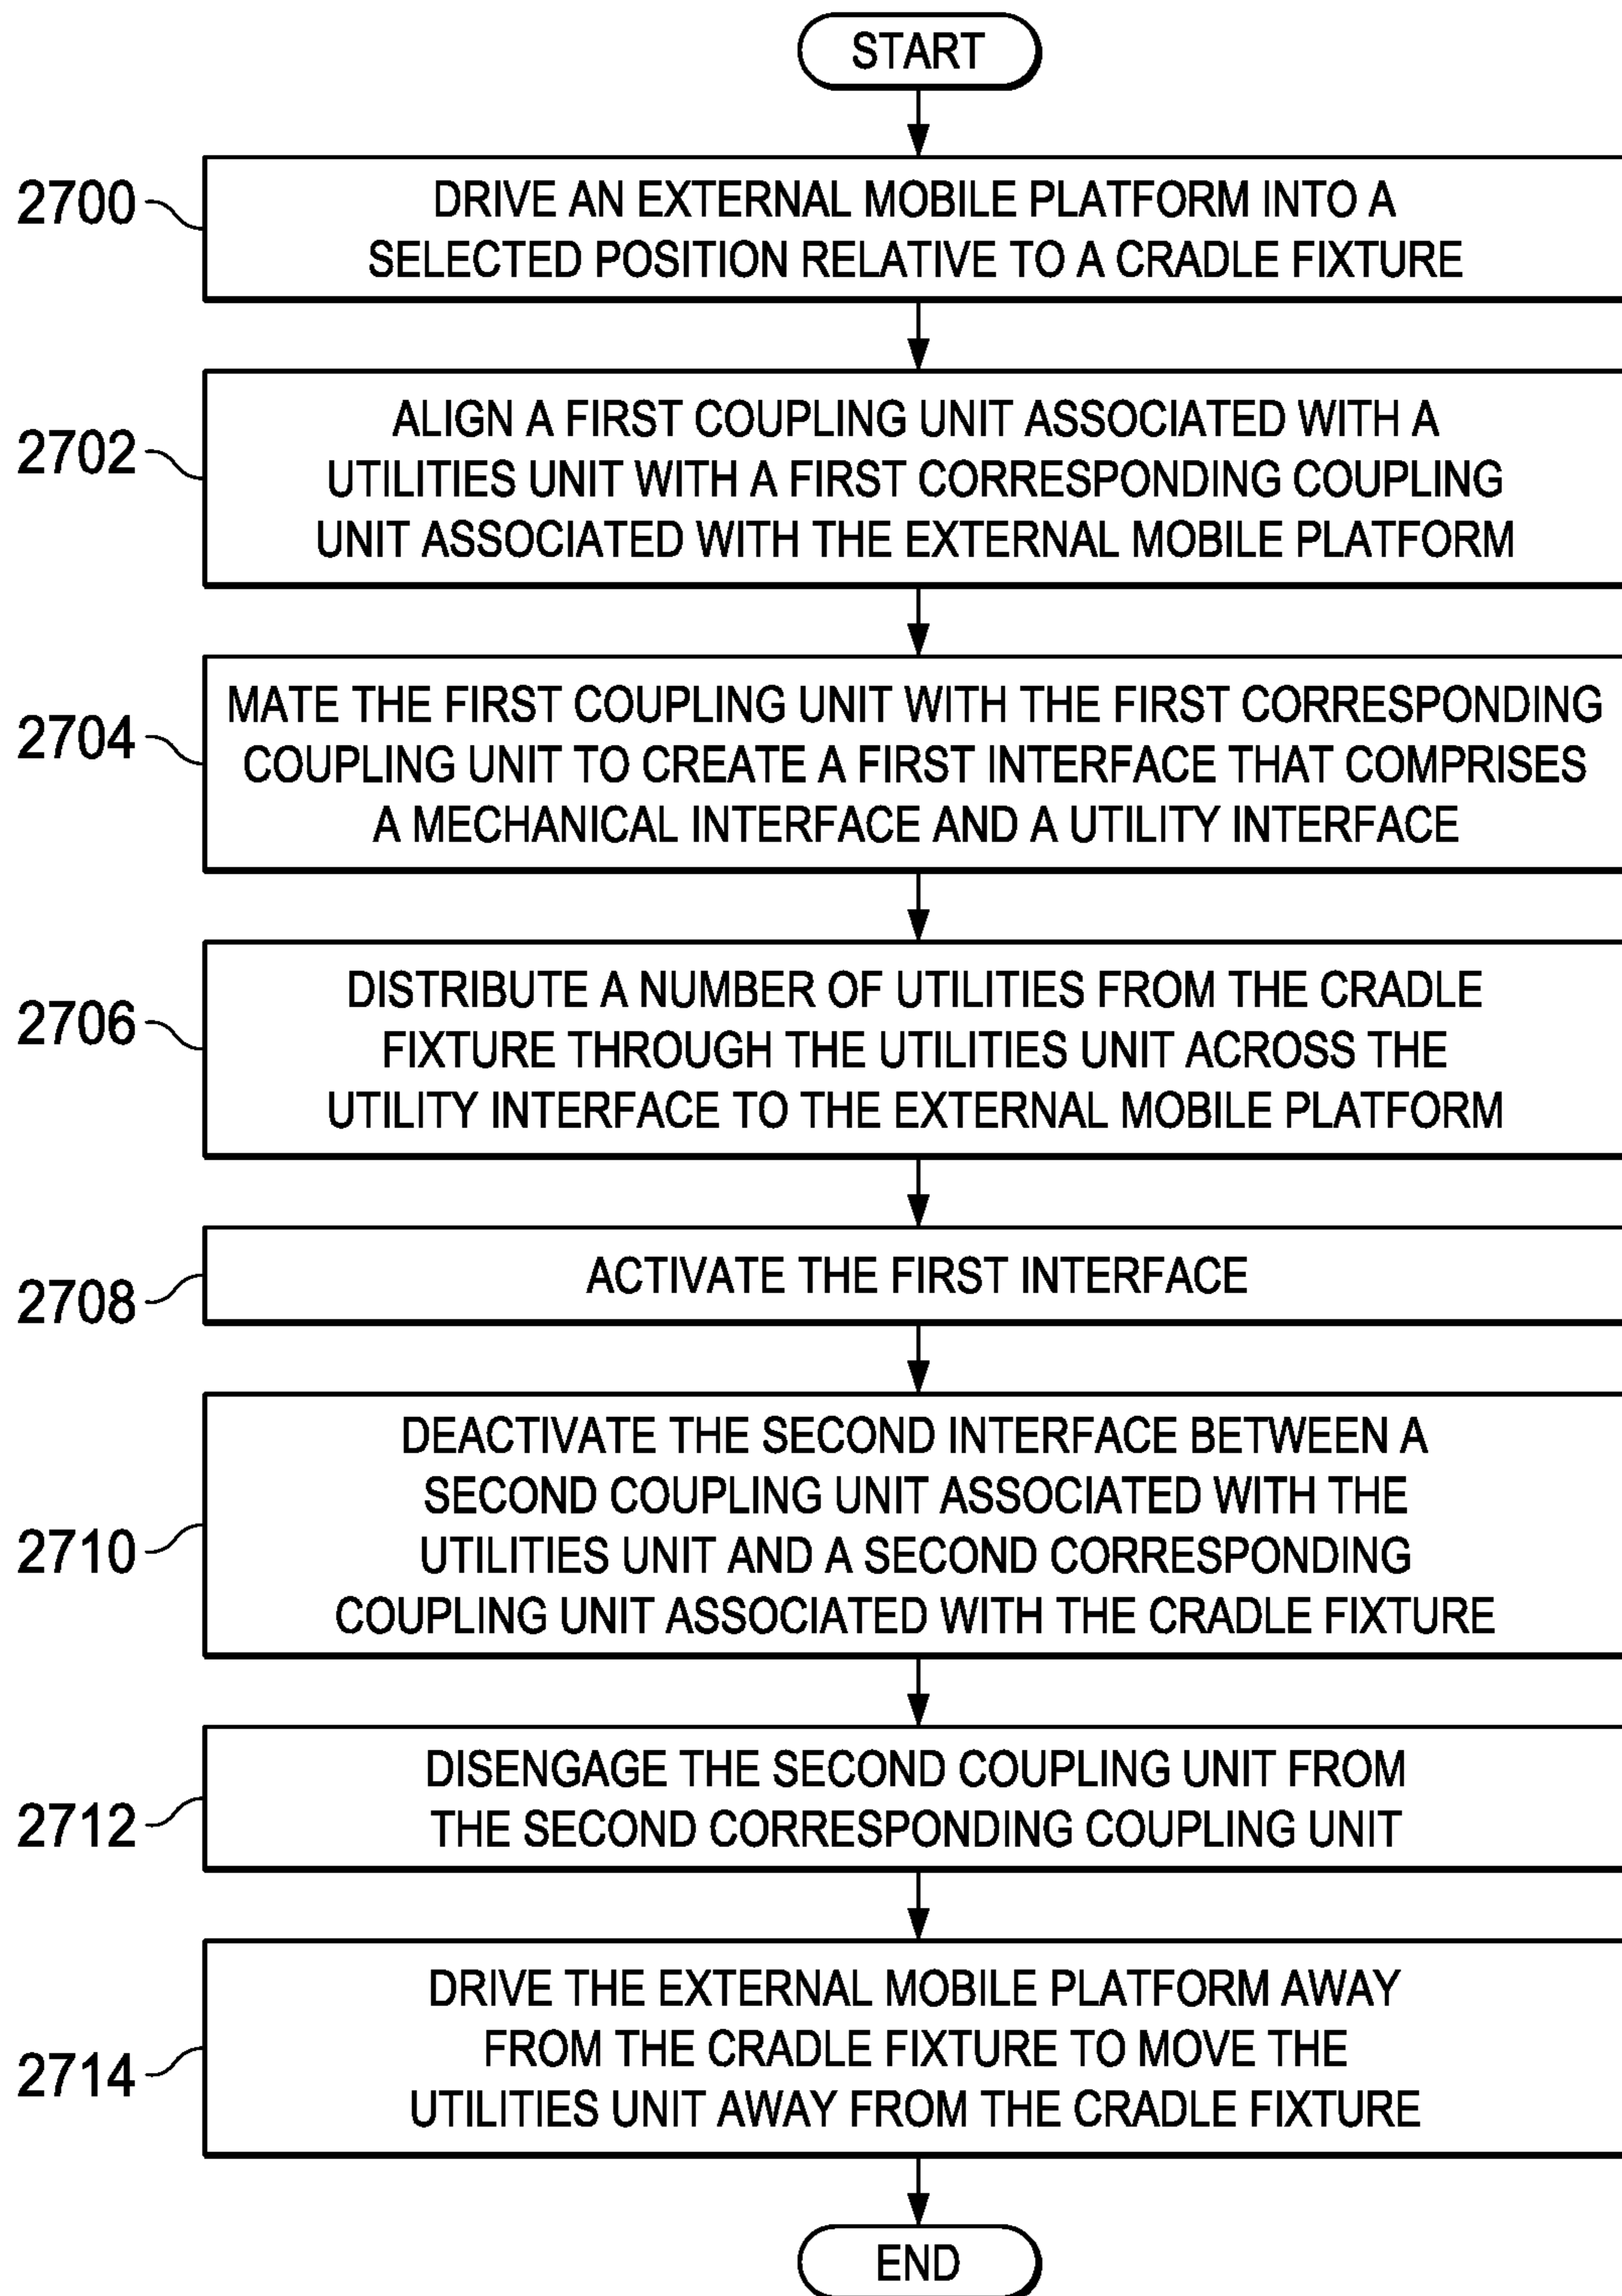 START
2700
DRIVE AN EXTERNAL MOBILE PLATFORM INTO A
SELECTED POSITION RELATIVE TO A CRADLE FIXTURE
2702
ALIGN A FIRST COUPLING UNIT ASSOCIATED WITH A
UTILITIES UNIT WITH A FIRST CORRESPONDING COUPLING
UNIT ASSOCIATED WITH THE EXTERNAL MOBILE PLATFORM
2704
MATE THE FIRST COUPLING UNIT WITH THE FIRST CORRESPONDING
COUPLING UNIT TO CREATE A FIRST INTERFACE THAT COMPRISES
A MECHANICAL INTERFACE AND A UTILITY INTERFACE
2706
DISTRIBUTE A NUMBER OF UTILITIES FROM THE CRADLE
FIXTURE THROUGH THE UTILITIES UNIT ACROSS THE
UTILITY INTERFACE TO THE EXTERNAL MOBILE PLATFORM
2708
ACTIVATE THE FIRST INTERFACE
2710
DEACTIVATE THE SECOND INTERFACE BETWEEN A
SECOND COUPLING UNIT ASSOCIATED WITH THE
UTILITIES UNIT AND A SECOND CORRESPONDING
COUPLING UNIT ASSOCIATED WITH THE CRADLE FIXTURE
2712
DISENGAGE THE SECOND COUPLING UNIT FROM
THE SECOND CORRESPONDING COUPLING UNIT
2714
DRIVE THE EXTERNAL MOBILE PLATFORM AWAY
FROM THE CRADLE FIXTURE TO MOVE THE
UTILITIES UNIT AWAY FROM THE CRADLE FIXTURE
END